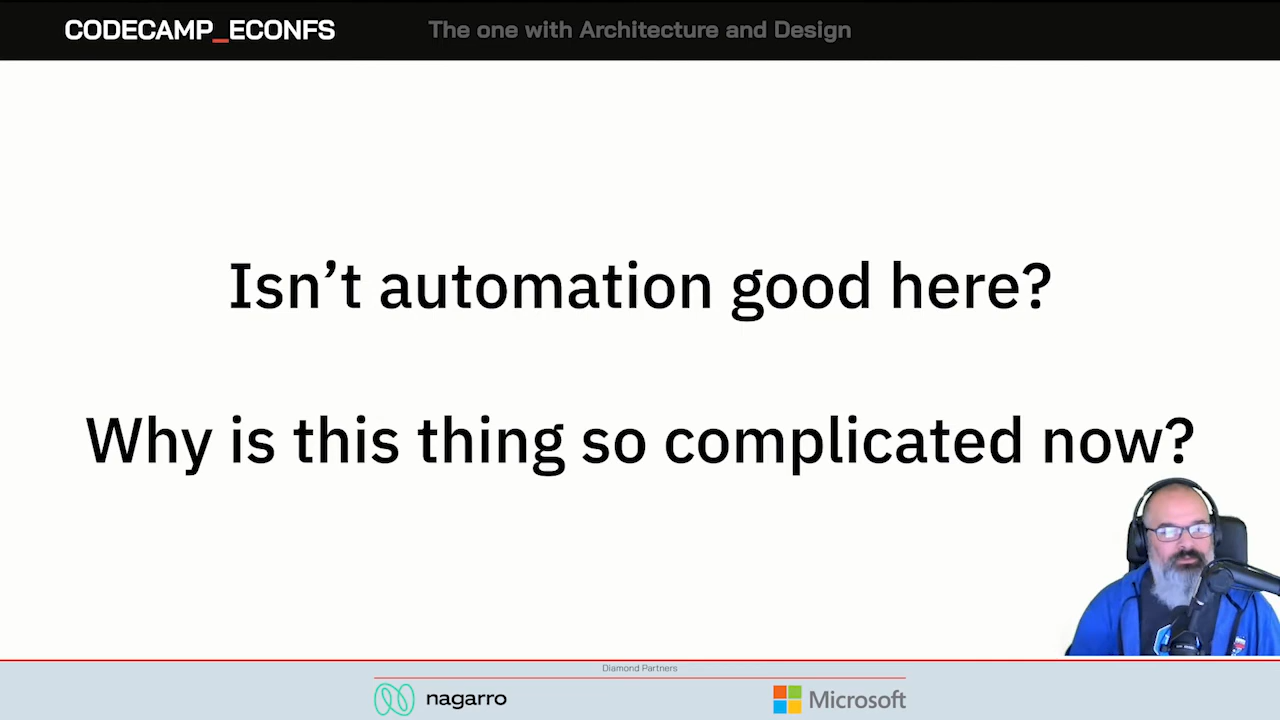 CODECAMP_ECONFS
The one with Architecture and Design
Isn’t automation good here?
Why is this thing so complicated now?
Diamond Partners
nagarro
Microsoft